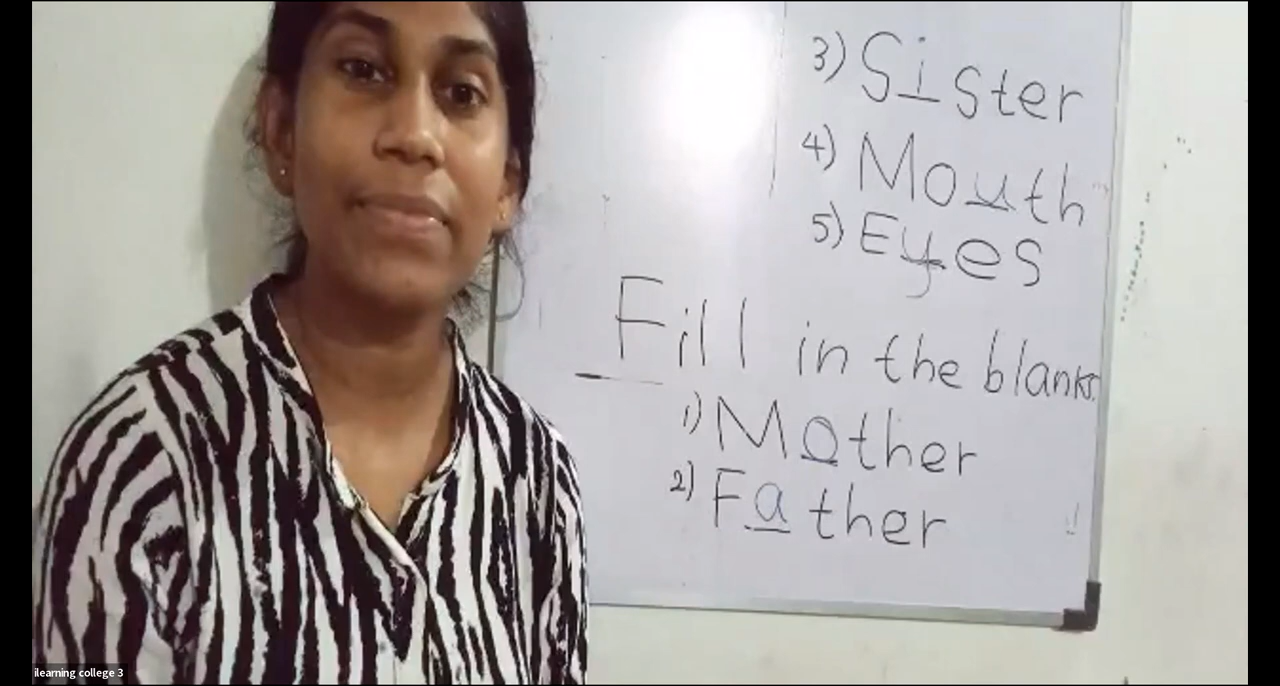 3) Sister
4) Mouth
5) Eyes
Fill in the blanks.
1) Mother
2) Father
ilearning college 3